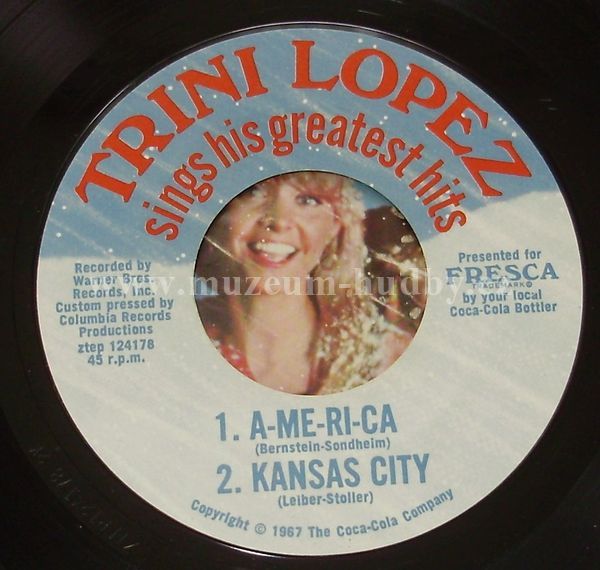 TRINI LOPEZ
sings his greatest hits
Recorded by
Warner Bros.
Records, Inc.
Custom pressed by
Columbia Records
Productions
ztep 124178
45 r.p.m.
Presented for
FRESCA
TRADEMARK®
by your local
Coca-Cola Bottler
www.muzeum-hudby.
1. A-ME-RI-CA
(Bernstein-Sondheim)
2. KANSAS CITY
(Leiber-Stoller)
Copyright © 1967 The Coca-Cola Company